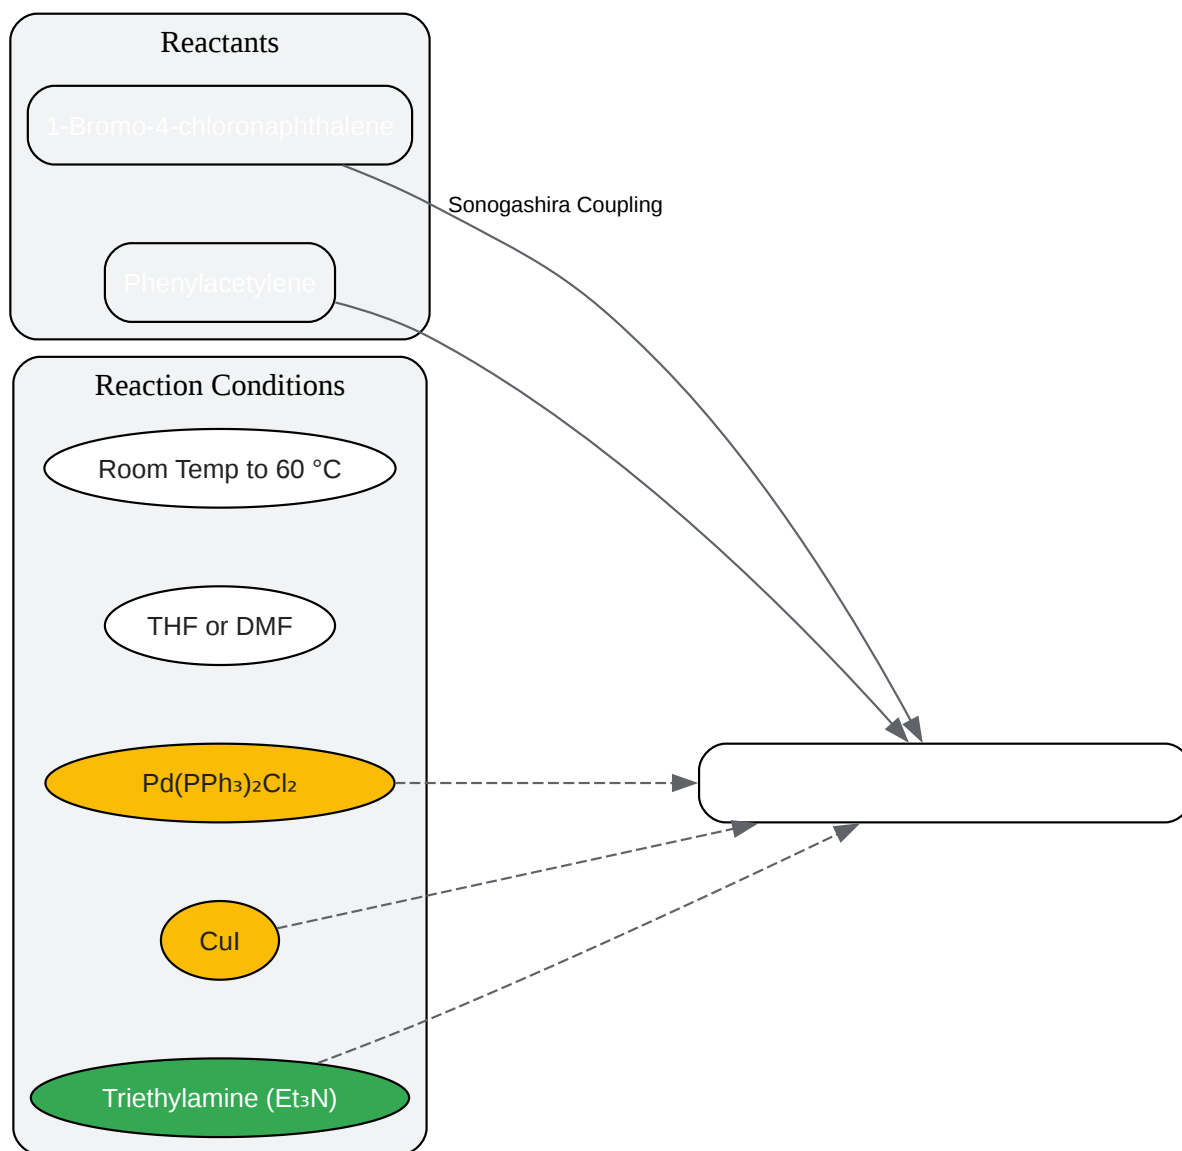 Reactants
1-Bromo-4-chloronaphthalene
Sonogashira Coupling
Phenylacetylene
Reaction Conditions
Room Temp to 60 °C
THF or DMF
Pd(PPh₃)₂Cl₂
CuI
Triethylamine (Et₃N)